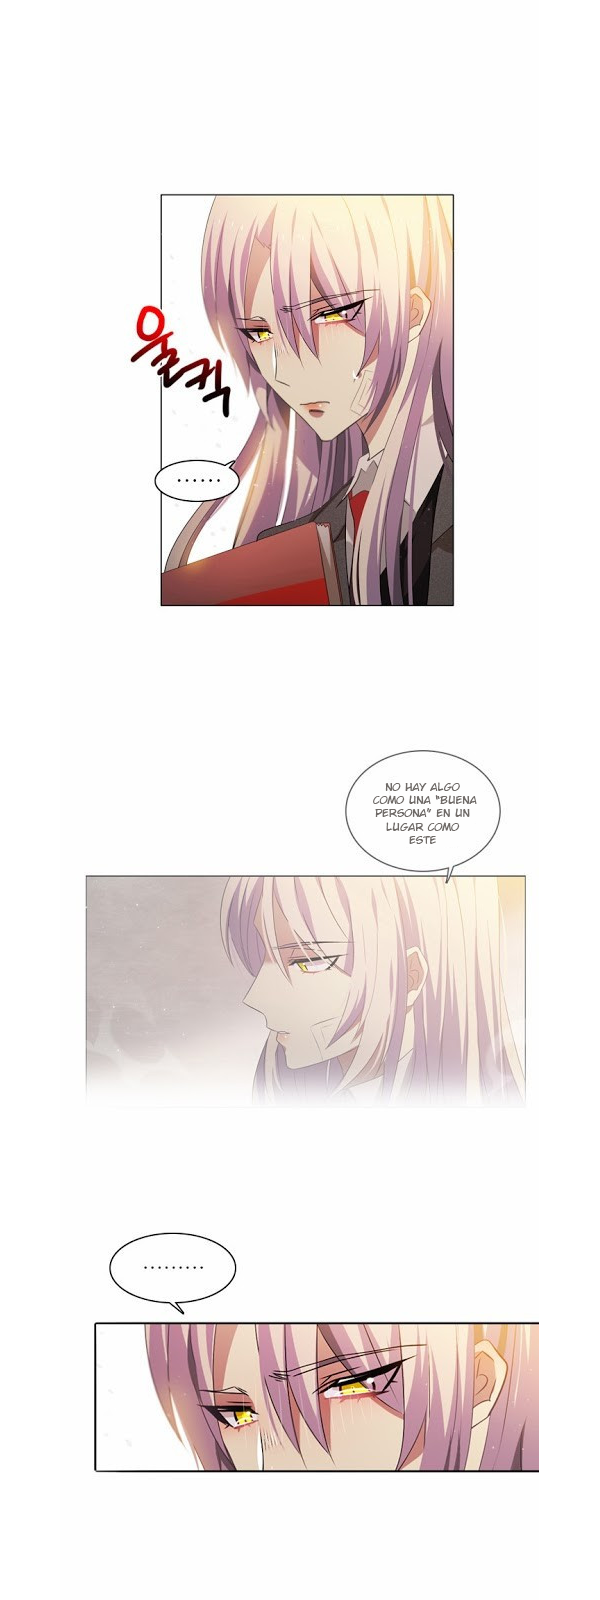 울컥
......
NO HAY ALGO
COMO UNA "BUENA
PERSONA" EN UN
LUGAR COMO
ESTE
.........